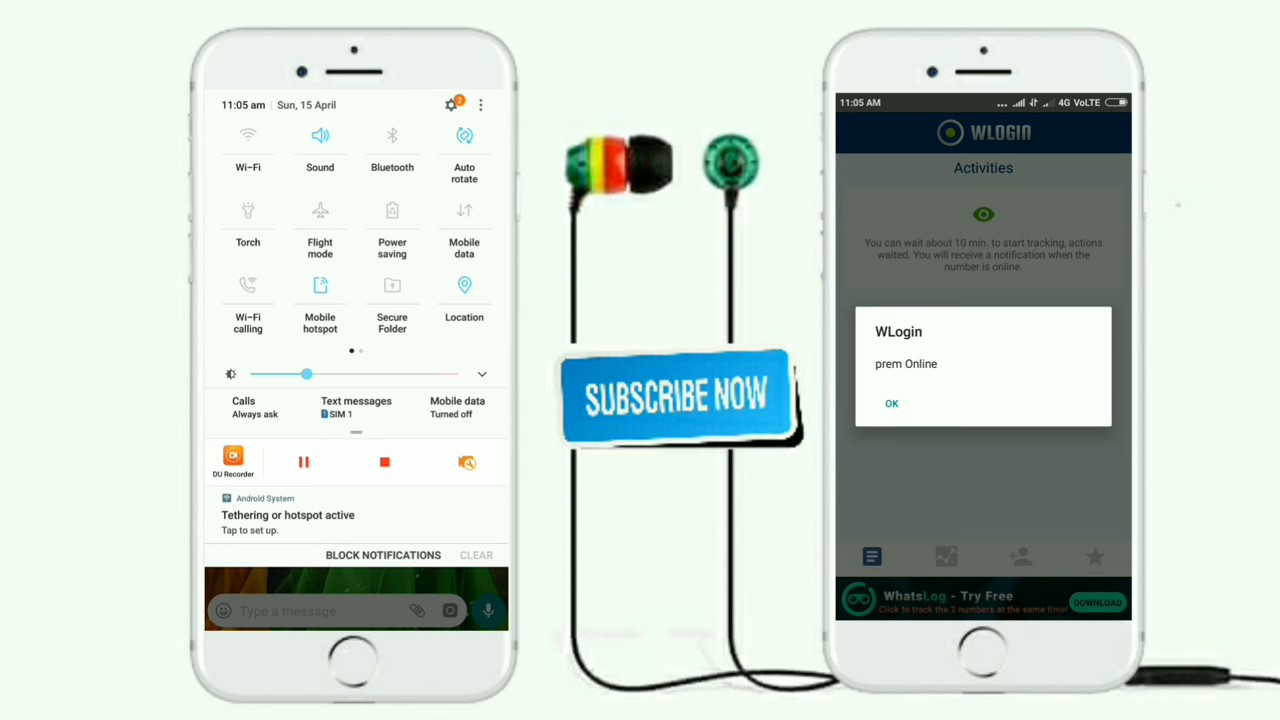 11:05 am | Sun, 15 April
2
Wi-Fi
Sound
Bluetooth
Auto
rotate
Torch
Flight
mode
Power
saving
Mobile
data
Wi-Fi
calling
Mobile
hotspot
Secure
Folder
Location
Calls
Always ask
Text messages
1 SIM 1
Mobile data
Turned off
DU Recorder
Android System
Tethering or hotspot active
Tap to set up.
BLOCK NOTIFICATIONS
CLEAR
Type a message
SUBSCRIBE NOW
11:05 AM
... 4G VoLTE
WLOGIN
Activities
You can wait about 10 min. to start tracking, actions
waited. You will receive a notification when the
number is online.
WLogin
prem Online
OK
WhatsLog - Try Free
Click to track the 2 numbers at the same time!
DOWNLOAD